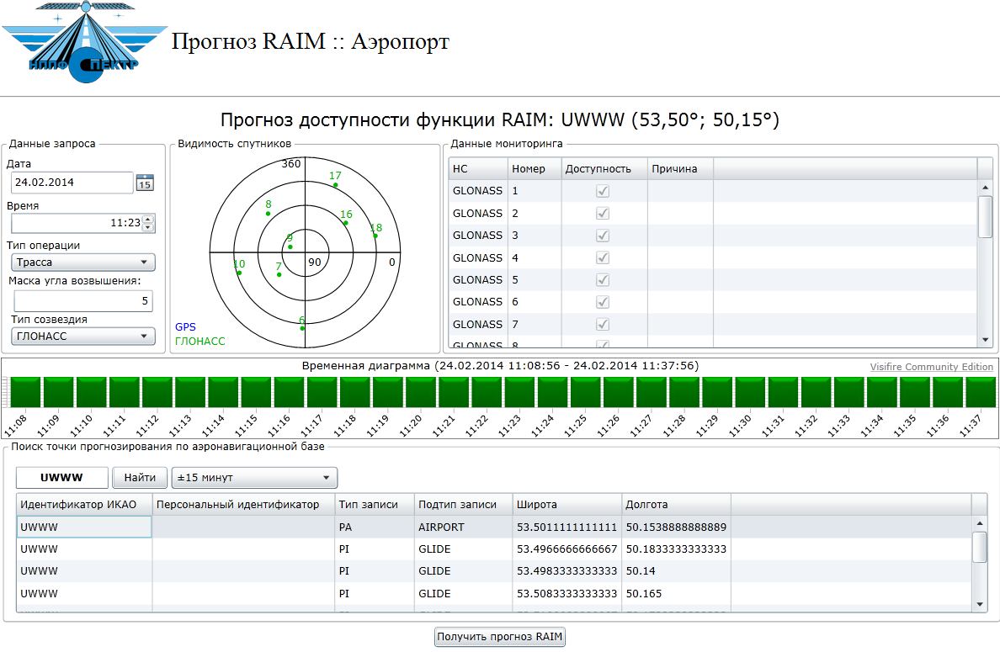 НППФ СПЕКТР
Прогноз RAIM :: Аэропорт
Прогноз доступности функции RAIM: UWWW (53,50°; 50,15°)
Данные запроса
Дата
24.02.2014
15
Время
11:23
Тип операции
Трасса
Маска угла возвышения:
5
Тип созвездия
ГЛОНАСС
Видимость спутников
360
17
8
16
18
9
10
7
90
0
6
GPS
ГЛОНАСС
Данные мониторинга
НС Номер Доступность Причина
GLONASS 1
GLONASS 2
GLONASS 3
GLONASS 4
GLONASS 5
GLONASS 6
GLONASS 7
GLONASS 8
Временная диаграмма (24.02.2014 11:08:56 - 24.02.2014 11:37:56)
Visifire Community Edition
11:08 11:09 11:10 11:11 11:12 11:13 11:14 11:15 11:16 11:17 11:18 11:19 11:20 11:21 11:22 11:23 11:24 11:25 11:26 11:27 11:28 11:29 11:30 11:31 11:32 11:33 11:34 11:35 11:36 11:37
Поиск точки прогнозирования по аэронавигационной базе
UWWW Найти ±15 минут
Идентификатор ИКАО Персональный идентификатор Тип записи Подтип записи Широта Долгота
UWWW PA AIRPORT 53.5011111111111 50.1538888888889
UWWW PI GLIDE 53.4966666666667 50.1833333333333
UWWW PI GLIDE 53.4983333333333 50.14
UWWW PI GLIDE 53.5083333333333 50.165
Получить прогноз RAIM